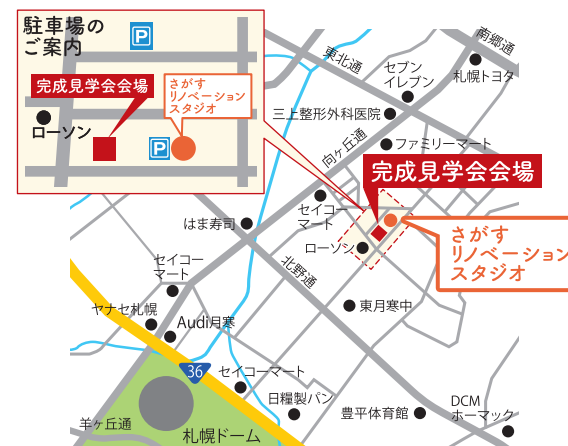 駐車場の
ご案内
P
完成見学会会場
さがす
リノベーション
スタジオ
ローソン
P
南郷通
東北通
セブン
イレブン
札幌トヨタ
三上整形外科医院
向ヶ丘通
ファミリーマート
完成見学会会場
セイコー
マート
はま寿司
ローソン
さがす
リノベーション
スタジオ
セイコー
マート
北野通
ヤナセ札幌
東月寒中
Audi月寒
36
セイコーマート
日糧製パン
DCM
ホーマック
豊平体育館
羊ヶ丘通
札幌ドーム